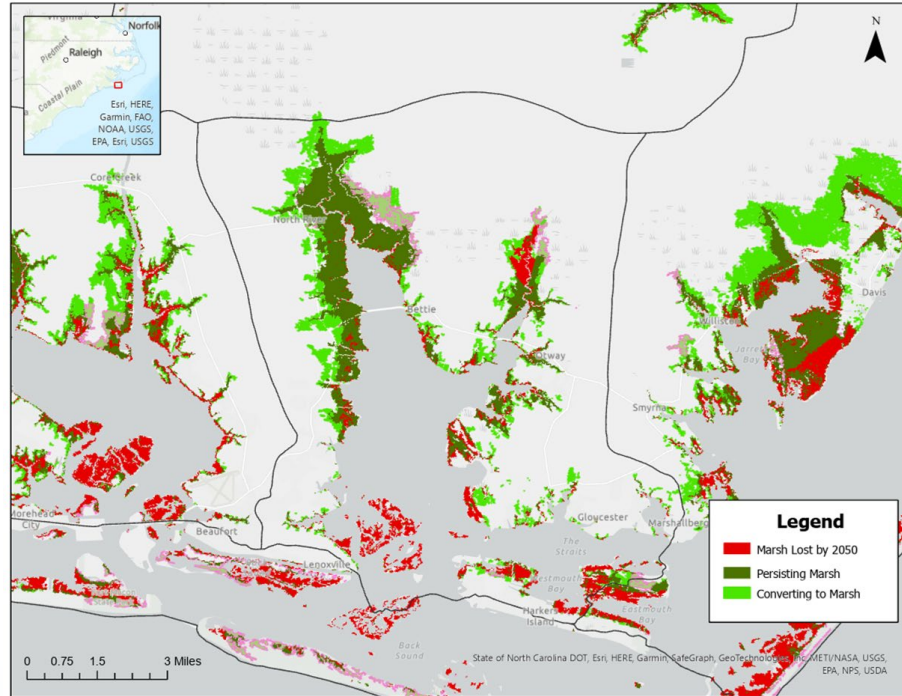 Virginia
Norfolk
Piedmont
Raleigh
Coastal Plain
Esri, HERE,
Garmin, FAO,
NOAA, USGS,
EPA, Esri, USGS
N
Core Creek
North River
Bettie
Otway
Williston
Davis
Jarrett
Bay
Smyrna
Morehead
City
Beaufort
Lenoxville
Gloucester
Marshallberg
The
Straits
Westmouth
Bay
Harkers
Island
Eastmouth
Bay
Back
Sound
Legend
Marsh Lost by 2050
Persisting Marsh
Converting to Marsh
0 0.75 1.5 3 Miles
State of North Carolina DOT, Esri, HERE, Garmin, SafeGraph, GeoTechnologies, Inc, METI/NASA, USGS,
EPA, NPS, USDA